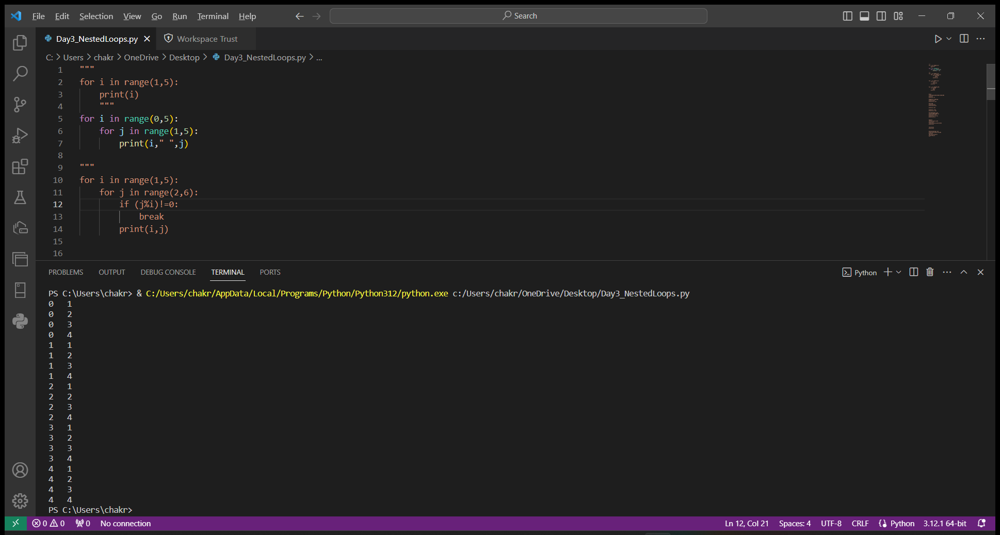 File Edit Selection View Go Run Terminal Help Search
Day3_NestedLoops.py Workspace Trust
C: > Users > chakr > OneDrive > Desktop > Day3_NestedLoops.py > ...
1 """
2 for i in range(1,5):
3 print(i)
4 """
5 for i in range(0,5):
6 for j in range(1,5):
7 print(i," ",j)
8
9 """
10 for i in range(1,5):
11 for j in range(2,6):
12 if (j%i)!=0:
13 break
14 print(i,j)
15
16
PROBLEMS OUTPUT DEBUG CONSOLE TERMINAL PORTS Python
PS C:\Users\chakr> & C:/Users/chakr/AppData/Local/Programs/Python/Python312/python.exe c:/Users/chakr/OneDrive/Desktop/Day3_NestedLoops.py
0 1
0 2
0 3
0 4
1 1
1 2
1 3
1 4
2 1
2 2
2 3
2 4
3 1
3 2
3 3
3 4
4 1
4 2
4 3
4 4
PS C:\Users\chakr>
0 0 0 No connection Ln 12, Col 21 Spaces: 4 UTF-8 CRLF Python 3.12.1 64-bit